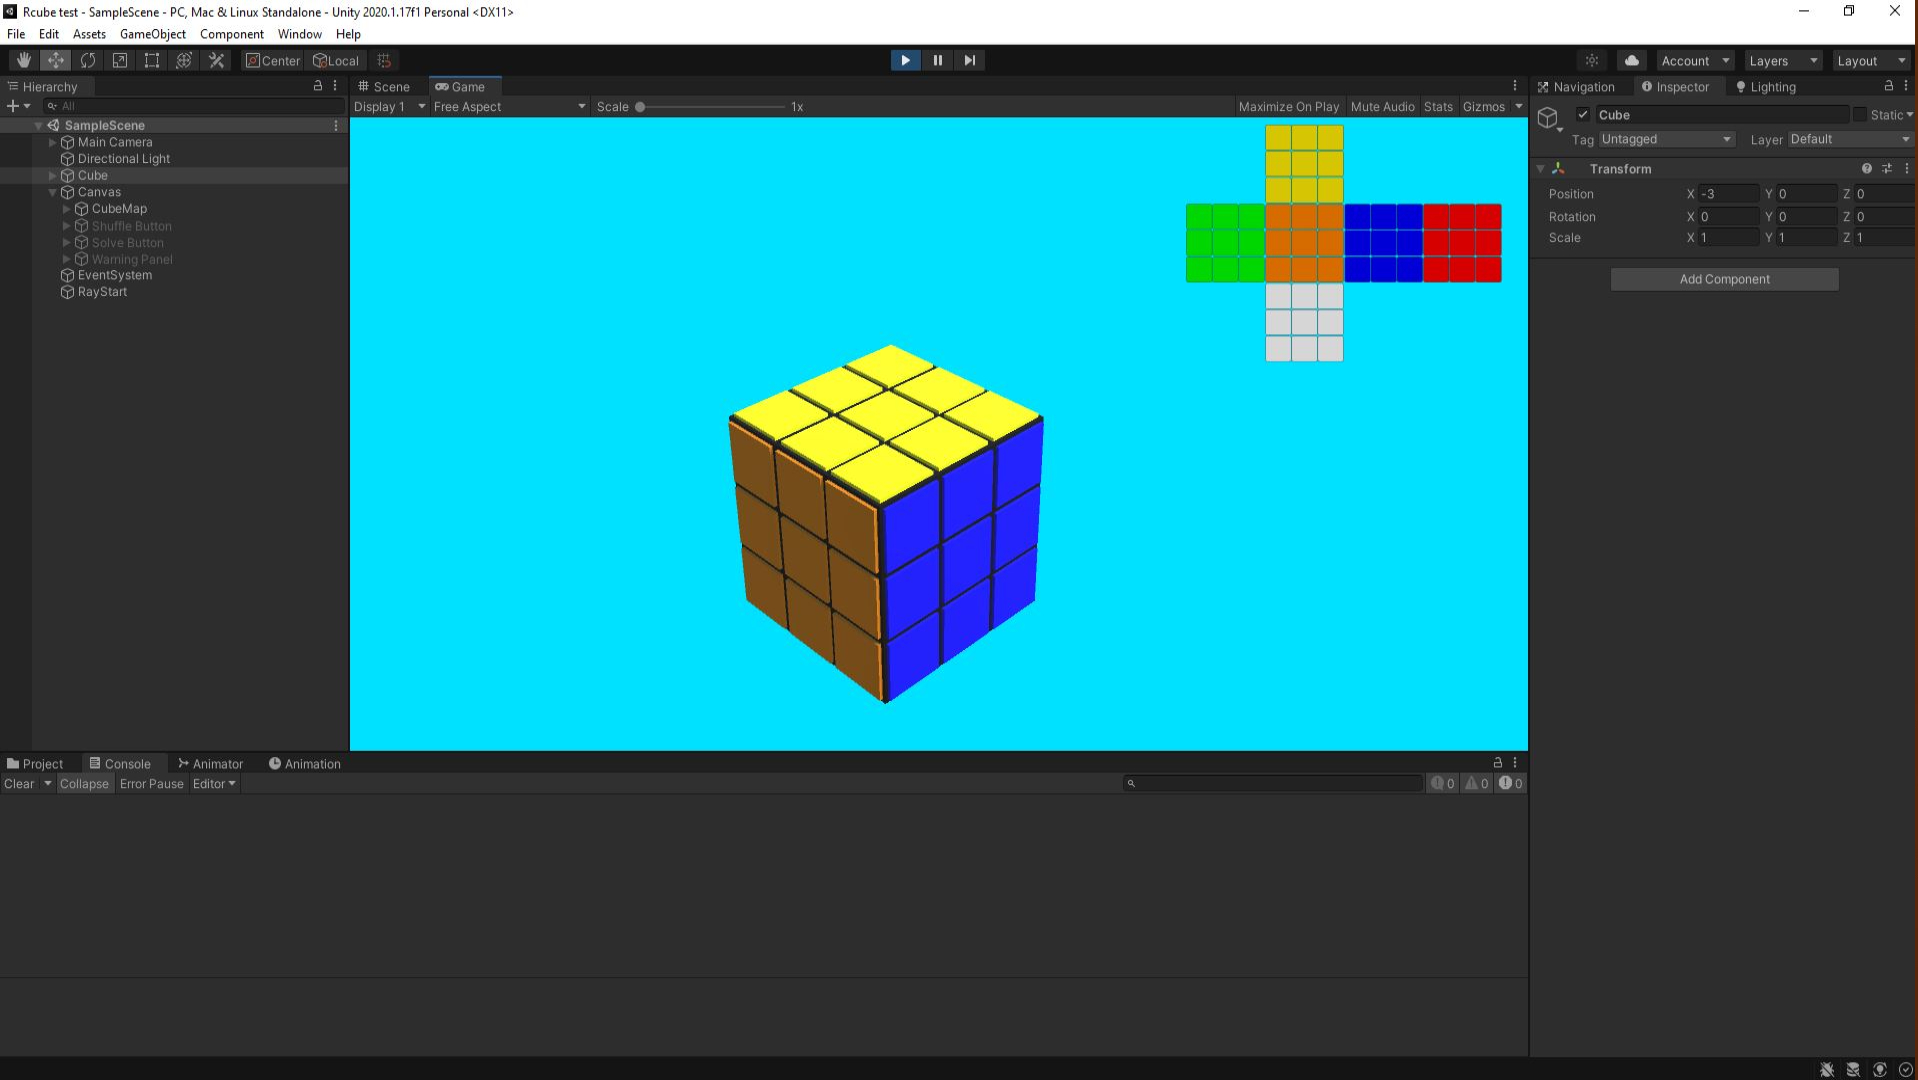 Rcube test - SampleScene - PC, Mac & Linux Standalone - Unity 2020.1.17f1 Personal <DX11>
File Edit Assets GameObject Component Window Help
Center Local Account Layers Layout
Hierarchy
All
SampleScene
Main Camera
Directional Light
Cube
Canvas
CubeMap
Shuffle Button
Solve Button
Warning Panel
EventSystem
RayStart
Scene Game
Display 1 Free Aspect Scale 1x Maximize On Play Mute Audio Stats Gizmos
Navigation Inspector Lighting
Cube Static
Tag Untagged Layer Default
Transform
Position X -3 Y 0 Z 0
Rotation X 0 Y 0 Z 0
Scale X 1 Y 1 Z 1
Add Component
Project Console Animator Animation
Clear Collapse Error Pause Editor 0 0 0